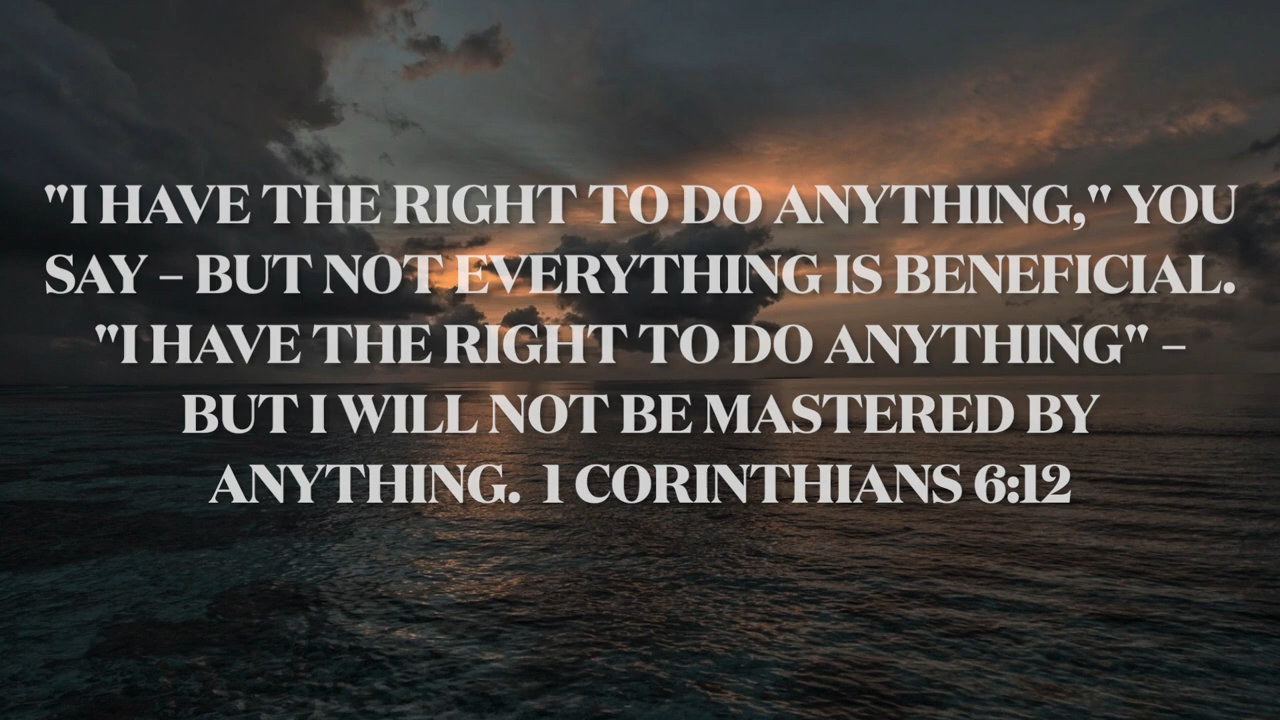 "I HAVE THE RIGHT TO DO ANYTHING," YOU
SAY – BUT NOT EVERYTHING IS BENEFICIAL.
"I HAVE THE RIGHT TO DO ANYTHING" –
BUT I WILL NOT BE MASTERED BY
ANYTHING.  1 CORINTHIANS 6:12